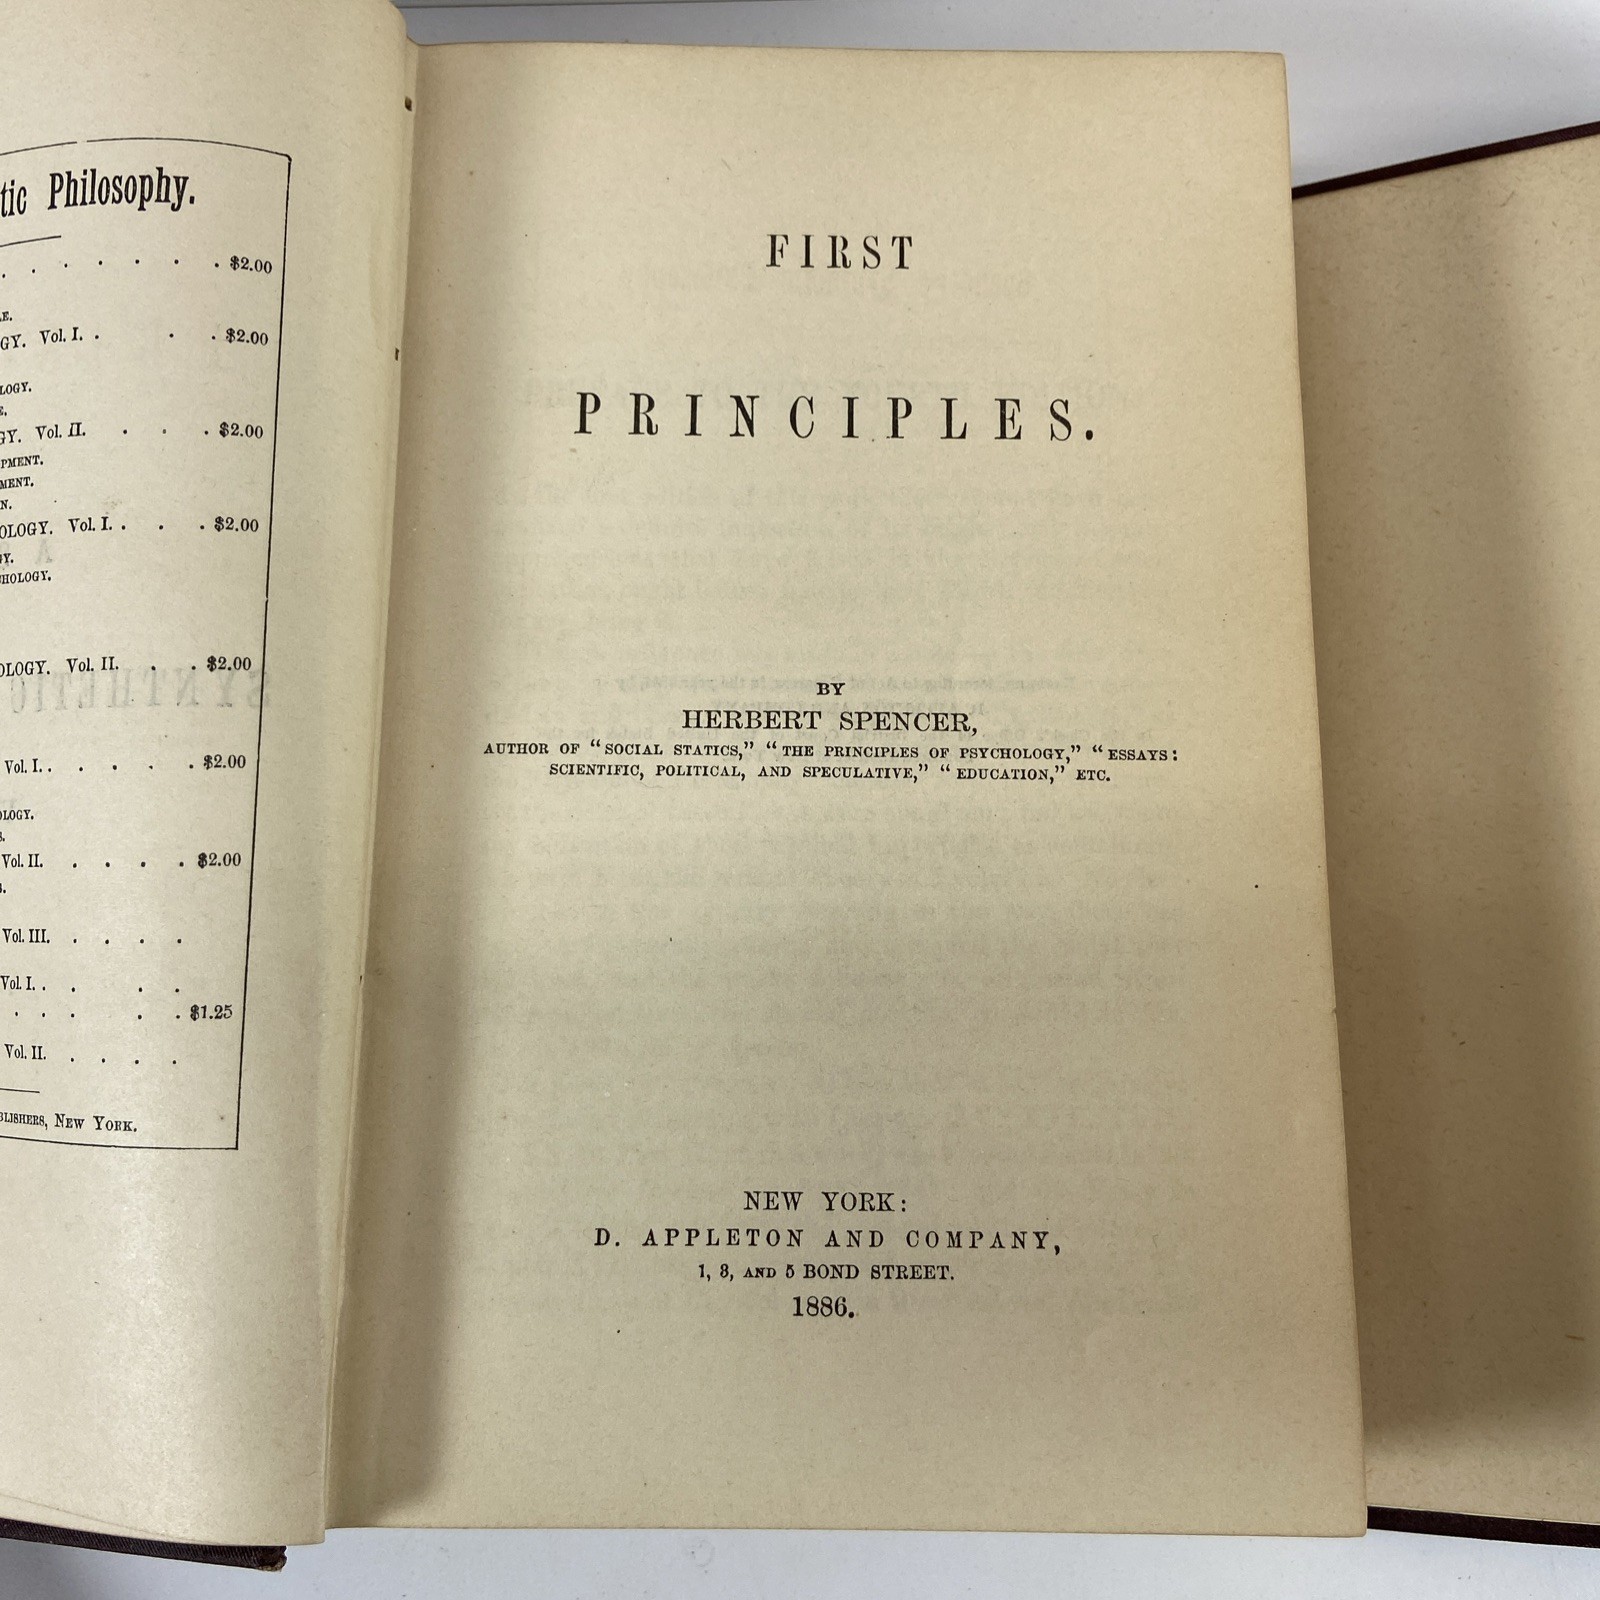 tic Philosophy.
. . . . . . . $2.00
GY. Vol. I. . . . $2.00
LOGY.
GY. Vol. II. . . . $2.00
PMENT.
MENT.
N.
OLOGY. Vol. I. . . . $2.00
GY.
HOLOGY.
OLOGY. Vol. II. . . $2.00
SYNTHETIC
Vol. I. . . . . . $2.00
OLOGY.
S.
Vol. II. . . . . $2.00
S.
Vol. III. . . . .
Vol. I. . . . .
. . . . . $1.25
Vol. II. . . . .
BLISHERS, NEW YORK.
FIRST
PRINCIPLES.
BY
HERBERT SPENCER,
AUTHOR OF “SOCIAL STATICS,” “THE PRINCIPLES OF PSYCHOLOGY,” “ESSAYS:
SCIENTIFIC, POLITICAL, AND SPECULATIVE,” “EDUCATION,” ETC.
NEW YORK:
D. APPLETON AND COMPANY,
1, 3, AND 5 BOND STREET.
1886.